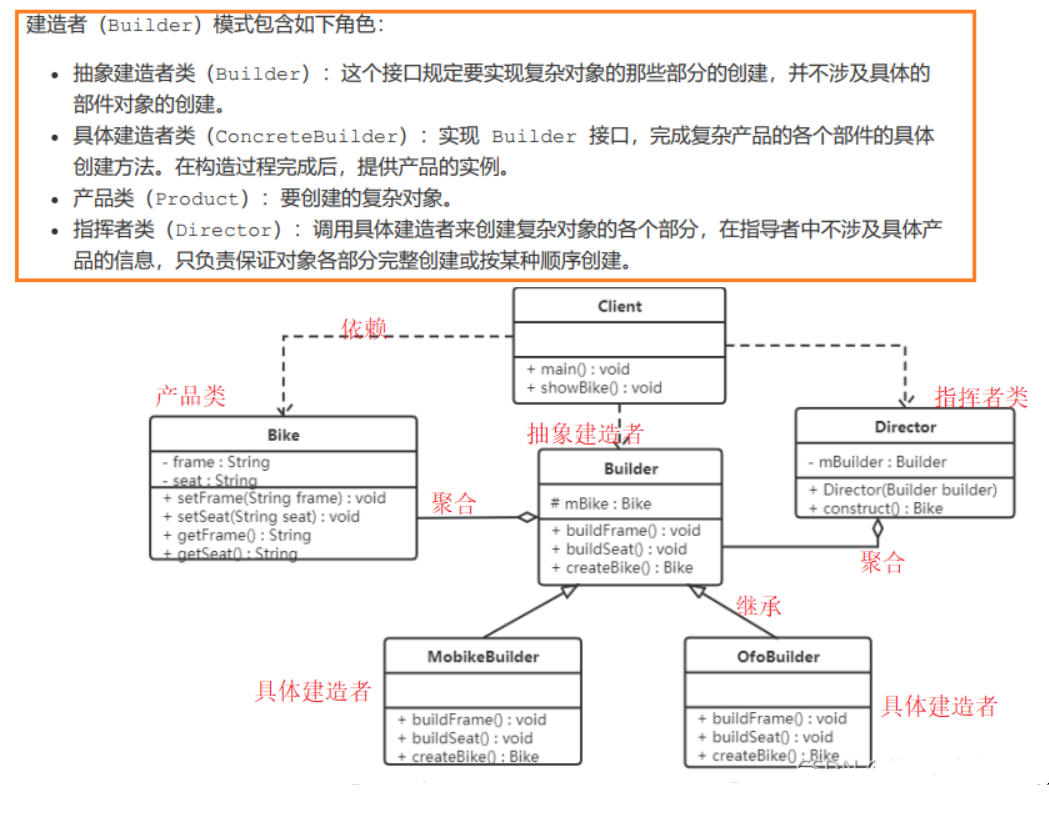 建造者（Builder）模式包含如下角色：
• 抽象建造者类（Builder）：这个接口规定要实现复杂对象的那些部分的创建，并不涉及具体的
部件对象的创建。
• 具体建造者类（ConcreteBuilder）：实现 Builder 接口，完成复杂产品的各个部件的具体
创建方法。在构造过程完成后，提供产品的实例。
• 产品类（Product）：要创建的复杂对象。
• 指挥者类（Director）：调用具体建造者来创建复杂对象的各个部分，在指导者中不涉及具体产
品的信息，只负责保证对象各部分完整创建或按某种顺序创建。
Client
+ main() : void
+ showBike() : void
依赖
产品类
Bike
- frame : String
- seat : String
+ setFrame(String frame) : void
+ setSeat(String seat) : void
+ getFrame() : String
+ getSeat() : String
聚合
抽象建造者
Builder
# mBike : Bike
+ buildFrame() : void
+ buildSeat() : void
+ createBike() : Bike
指挥者类
Director
- mBuilder : Builder
+ Director(Builder builder)
+ construct() : Bike
聚合
继承
具体建造者
MobikeBuilder
+ buildFrame() : void
+ buildSeat() : void
+ createBike() : Bike
OfoBuilder
+ buildFrame() : void
+ buildSeat() : void
+ createBike() : Bike
具体建造者
CSDN